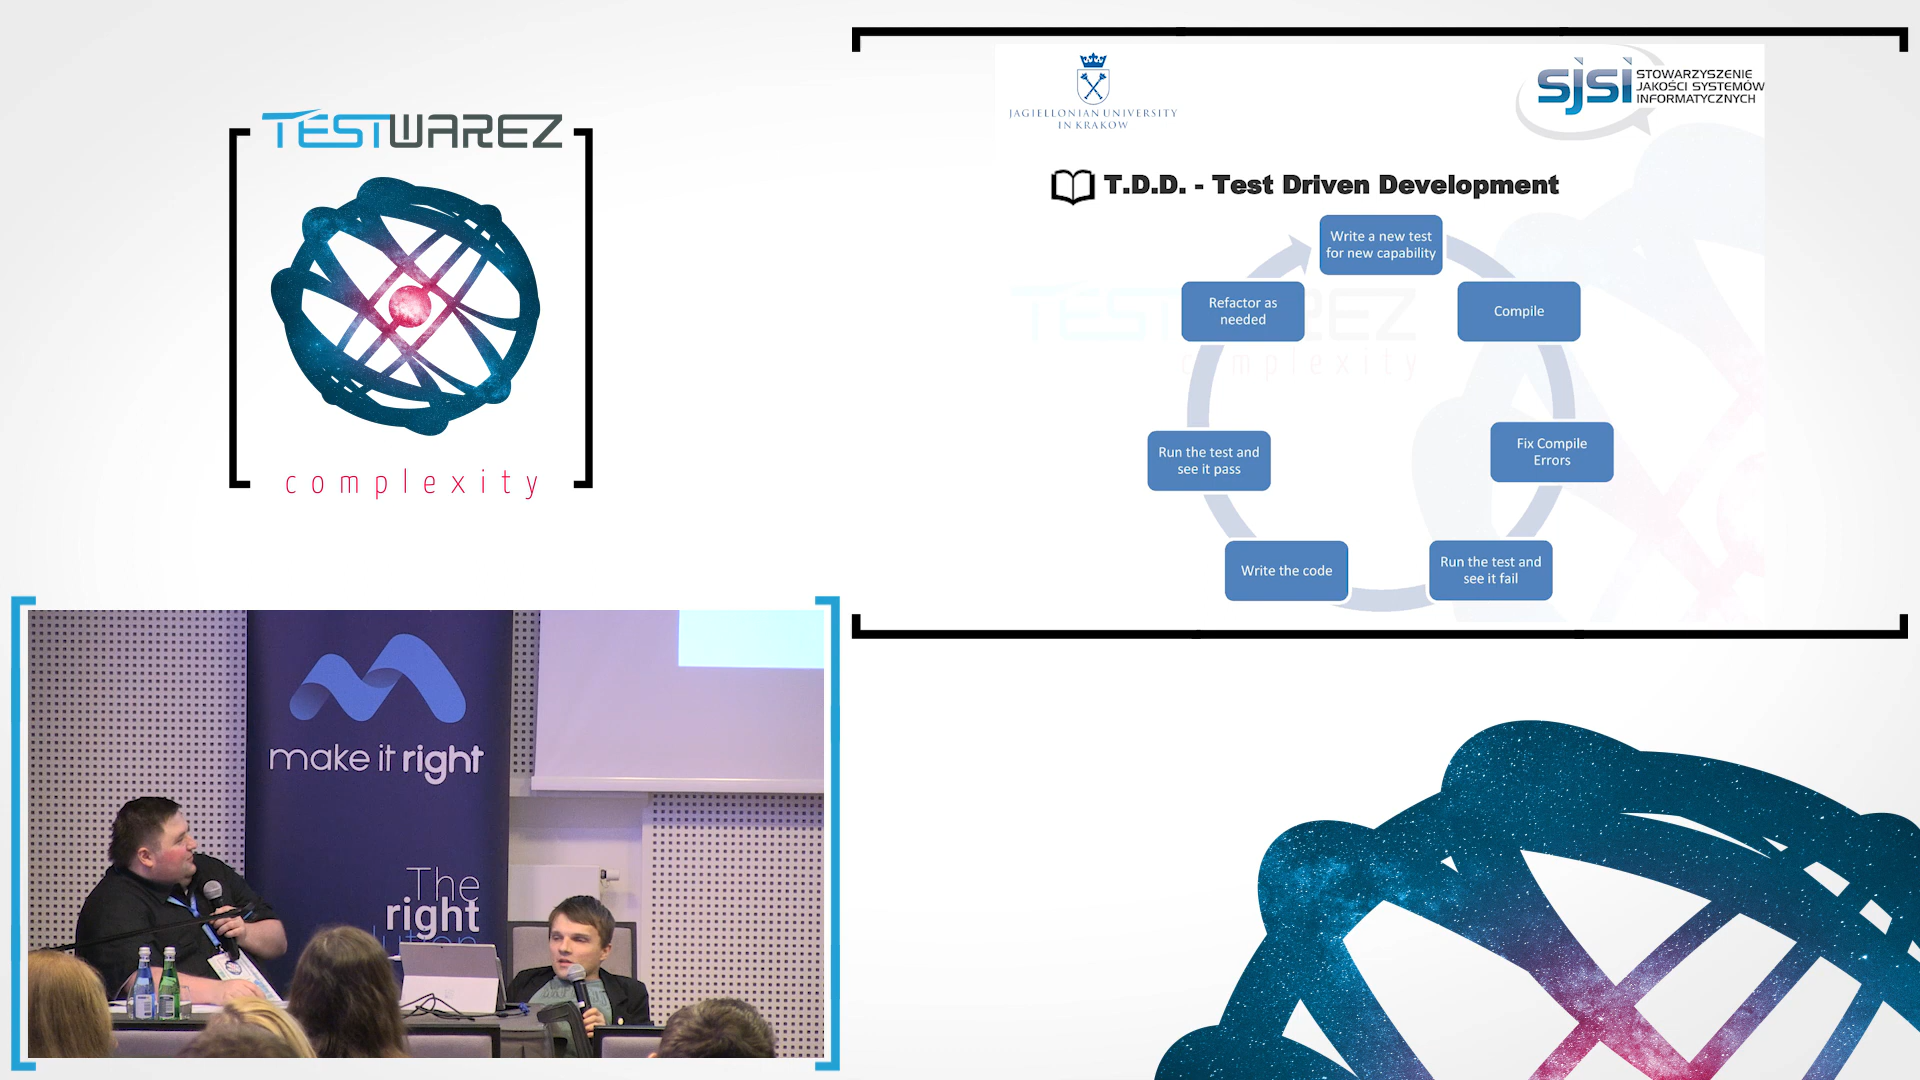 TESTWAREZ
complexity
JAGIELLONIAN UNIVERSITY
IN KRAKOW
sjsi
STOWARZYSZENIE
JAKOŚCI SYSTEMÓW
INFORMATYCZNYCH
T.D.D. - Test Driven Development
Write a new test
for new capability
Compile
Fix Compile
Errors
Run the test and
see it fail
Write the code
Run the test and
see it pass
Refactor as
needed
TESTWAREZ
complexity
make it right
The
right